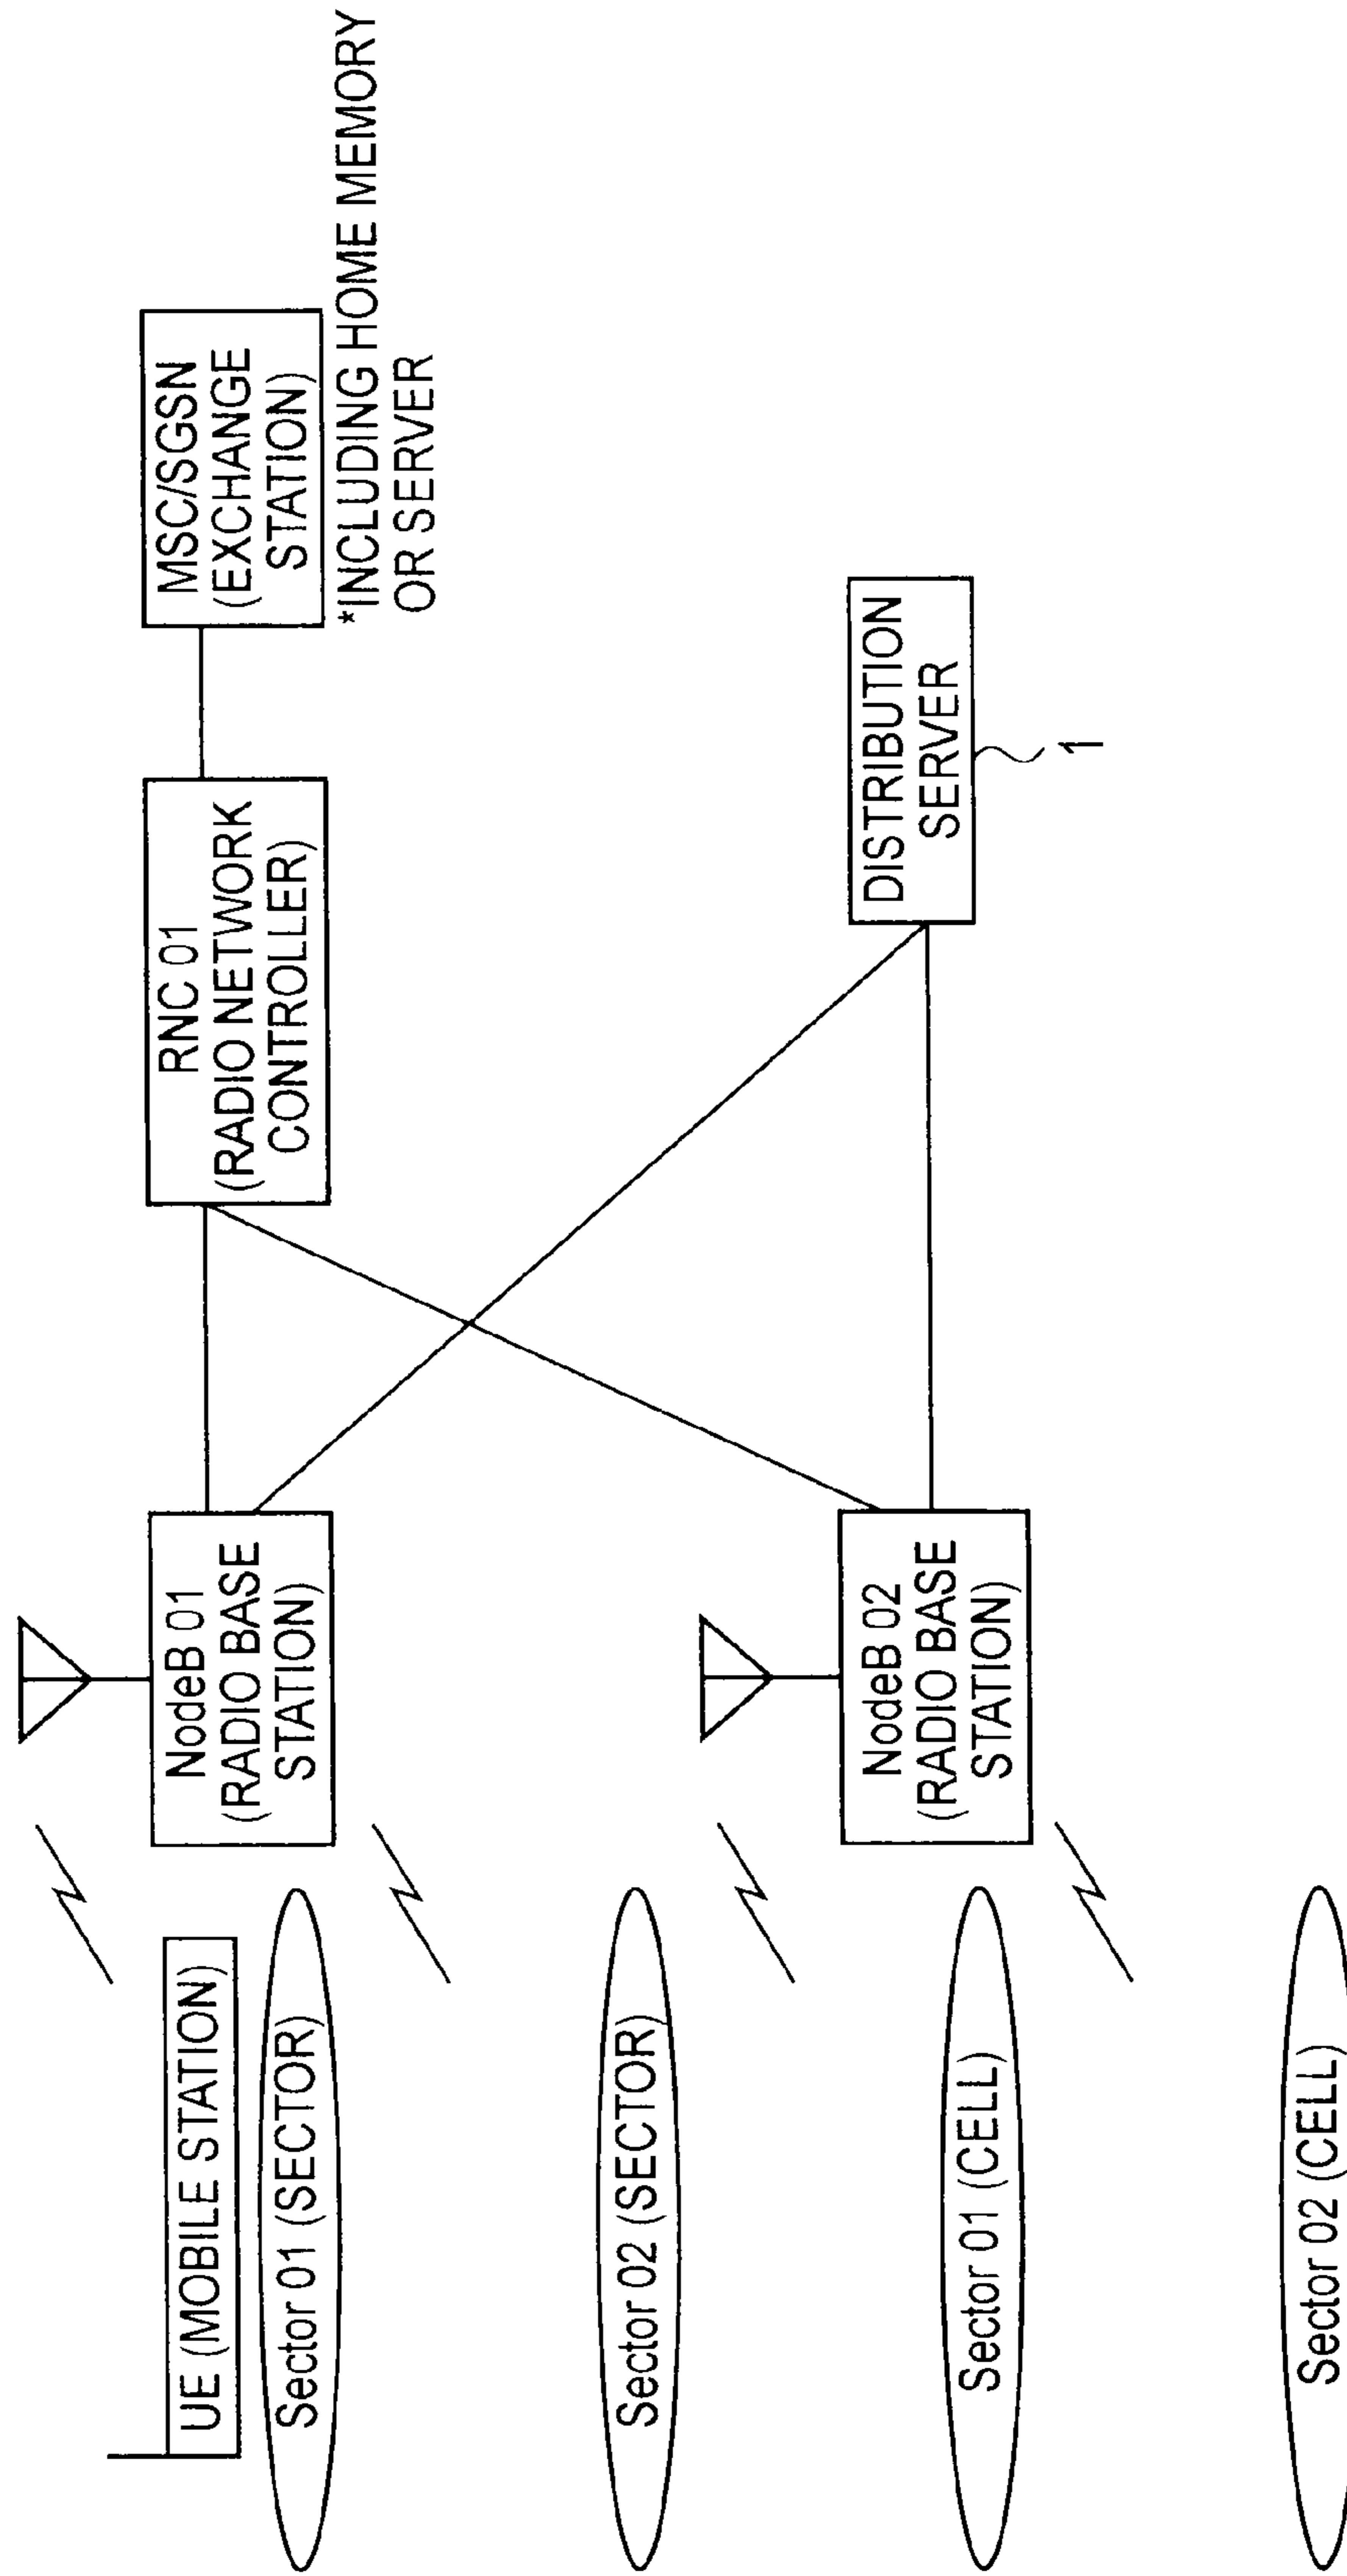 UE (MOBILE STATION)
Sector 01 (SECTOR)
Sector 02 (SECTOR)
Sector 01 (CELL)
Sector 02 (CELL)
NodeB 01
(RADIO BASE
STATION)
NodeB 02
(RADIO BASE
STATION)
RNC 01
(RADIO NETWORK
CONTROLLER)
MSC/SGSN
(EXCHANGE
STATION)
*INCLUDING HOME MEMORY
OR SERVER
DISTRIBUTION
SERVER
1